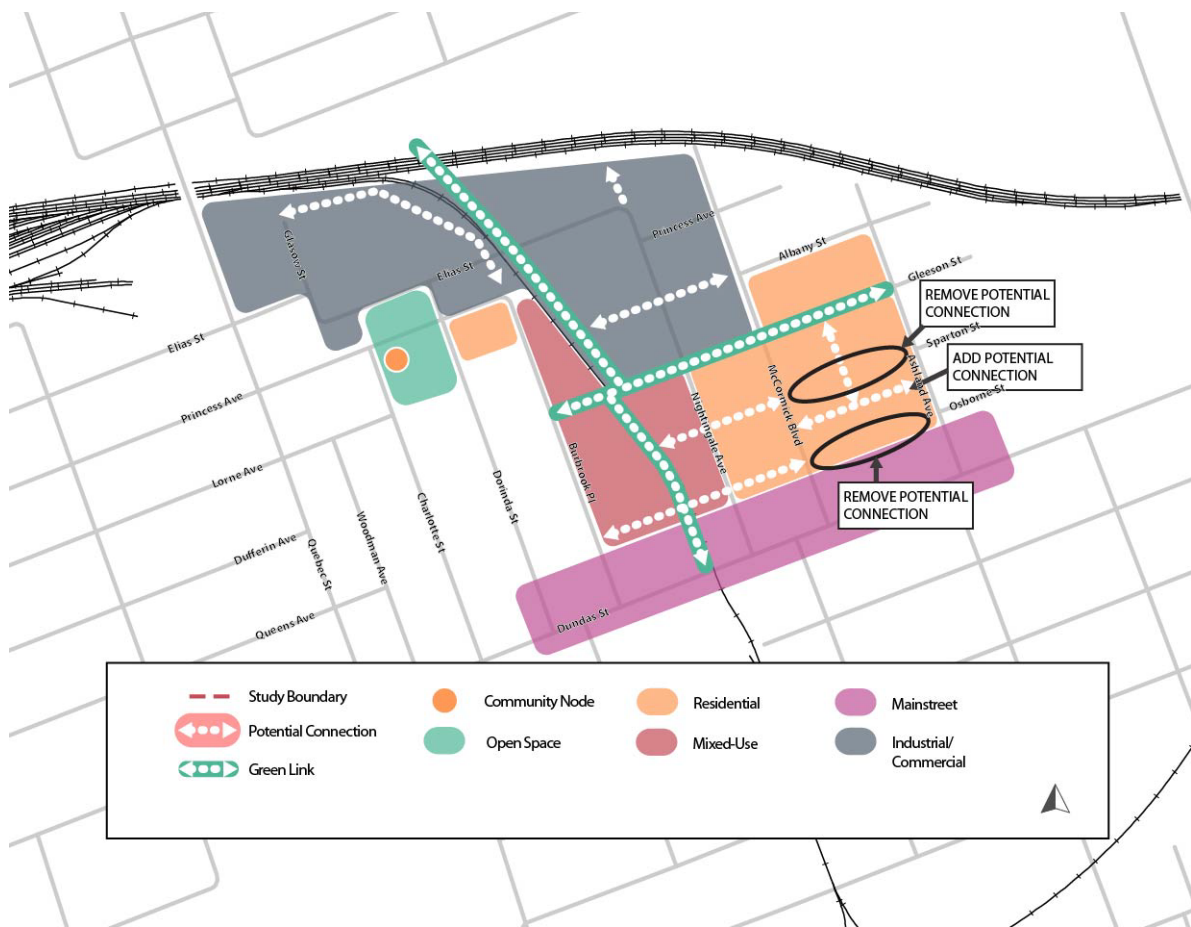 Princess Ave
Albany St
Glasow St
Elias St
Gleeson St
REMOVE POTENTIAL
CONNECTION
Elias St
Sparton St
ADD POTENTIAL
CONNECTION
Ashland Ave
McCormick Blvd
Osborne St
Princess Ave
Nightingale Ave
Burbrook Pl
Lorne Ave
Dorinda St
Charlotte St
REMOVE POTENTIAL
CONNECTION
Woodman Ave
Dufferin Ave
Quebec St
Queens Ave
Dundas St
Study Boundary
Community Node
Residential
Mainstreet
Potential Connection
Open Space
Mixed-Use
Industrial/
Commercial
Green Link